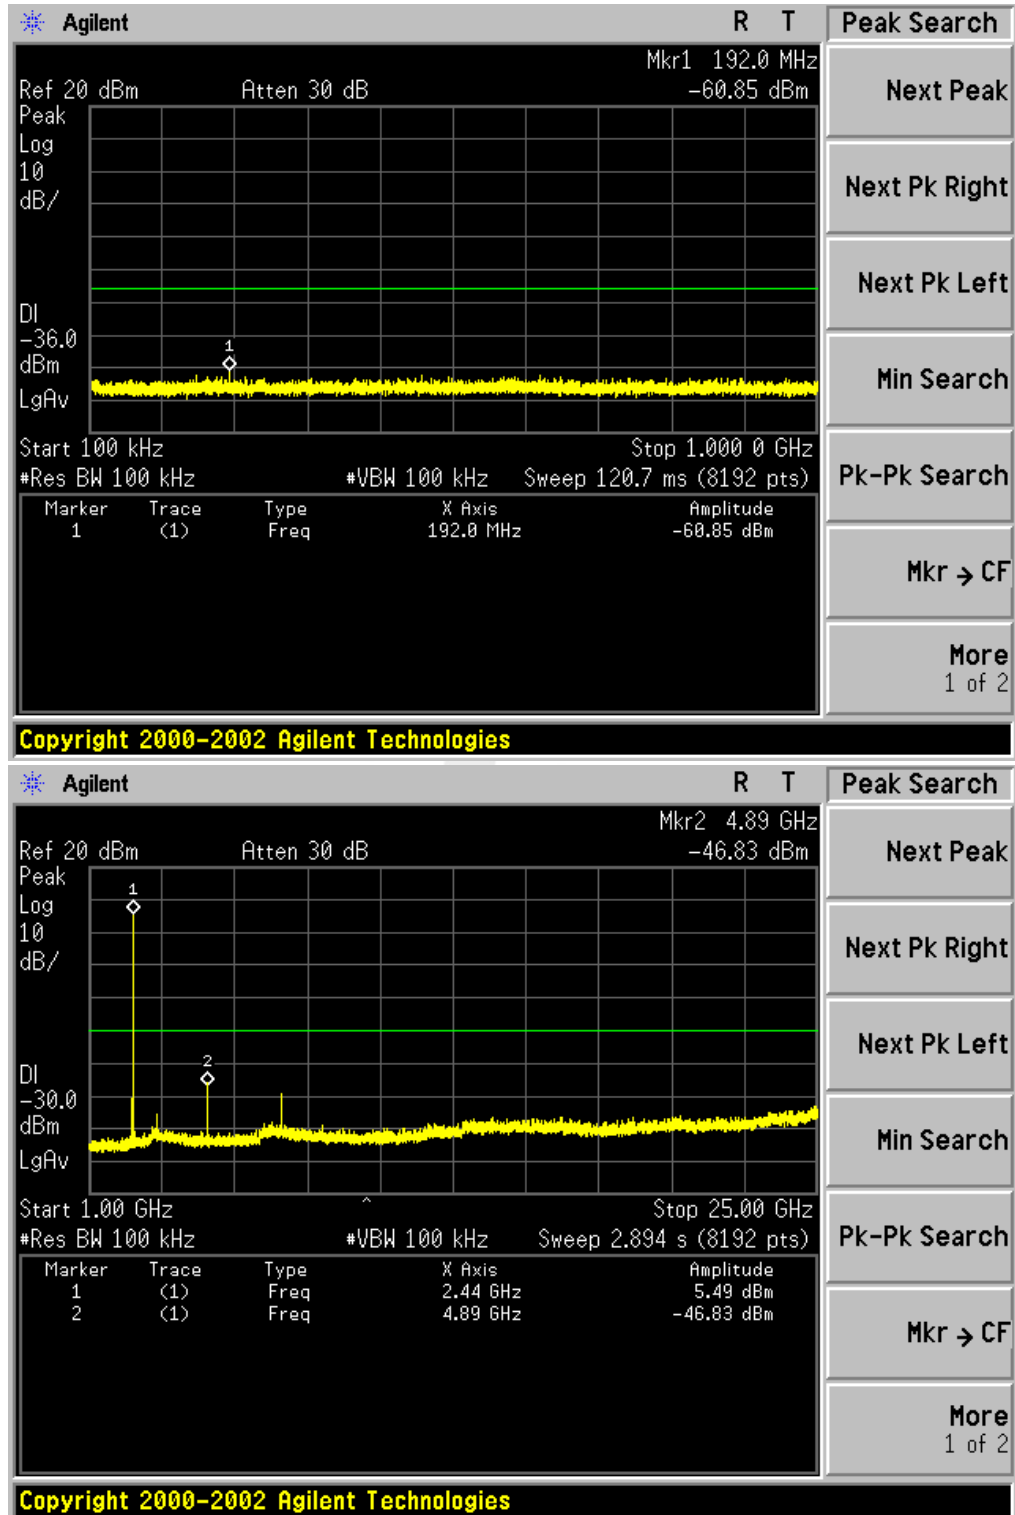 Agilent R T Peak Search
Mkr1 192.0 MHz
Ref 20 dBm Atten 30 dB -60.85 dBm
Peak
Log
10
dB/
1
DI
-36.0
dBm
LgAv
Start 100 kHz Stop 1.000 0 GHz
#Res BW 100 kHz #VBW 100 kHz Sweep 120.7 ms (8192 pts)
Marker Trace Type X Axis Amplitude
1 (1) Freq 192.0 MHz -60.85 dBm
Next Peak
Next Pk Right
Next Pk Left
Min Search
Pk-Pk Search
Mkr → CF
More
1 of 2
Copyright 2000-2002 Agilent Technologies
Agilent R T Peak Search
Mkr2 4.89 GHz
Ref 20 dBm Atten 30 dB -46.83 dBm
Peak
Log
10
dB/
1
2
DI
-30.0
dBm
LgAv
Start 1.00 GHz ^ Stop 25.00 GHz
#Res BW 100 kHz #VBW 100 kHz Sweep 2.894 s (8192 pts)
Marker Trace Type X Axis Amplitude
1 (1) Freq 2.44 GHz 5.49 dBm
2 (1) Freq 4.89 GHz -46.83 dBm
Next Peak
Next Pk Right
Next Pk Left
Min Search
Pk-Pk Search
Mkr → CF
More
1 of 2
Copyright 2000-2002 Agilent Technologies